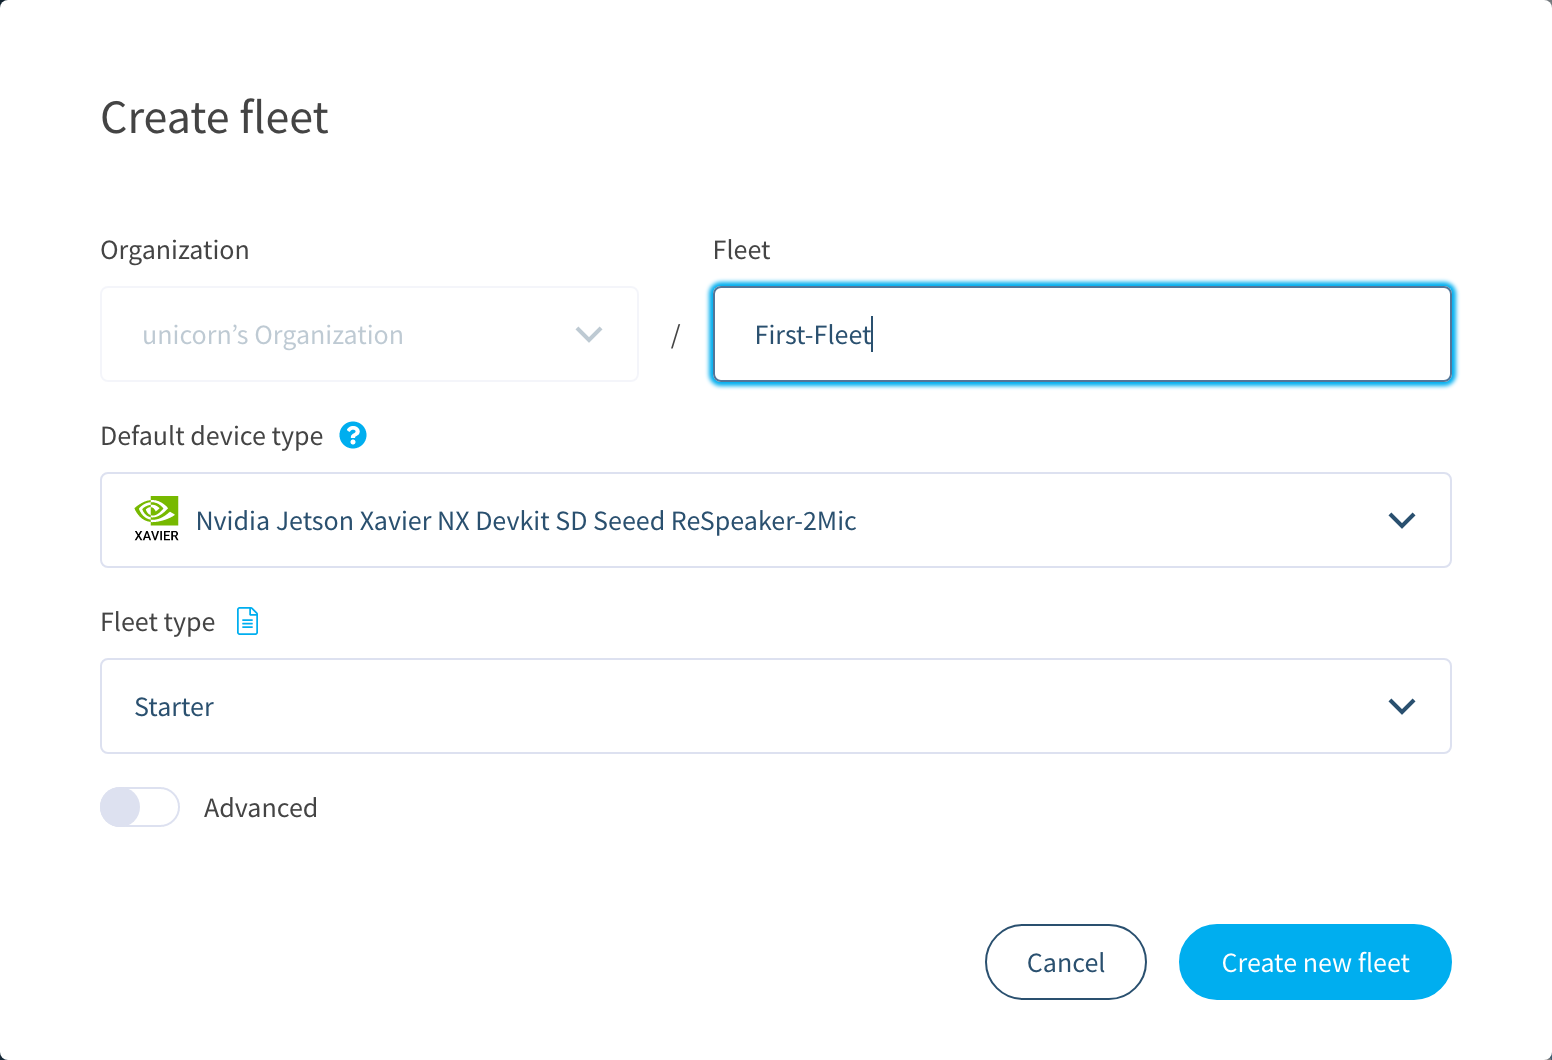 Create fleet
Organization
Fleet
unicorn’s Organization
/
First-Fleet
Default device type ?
XAVIER
Nvidia Jetson Xavier NX Devkit SD Seeed ReSpeaker-2Mic
Fleet type
Starter
Advanced
Cancel
Create new fleet